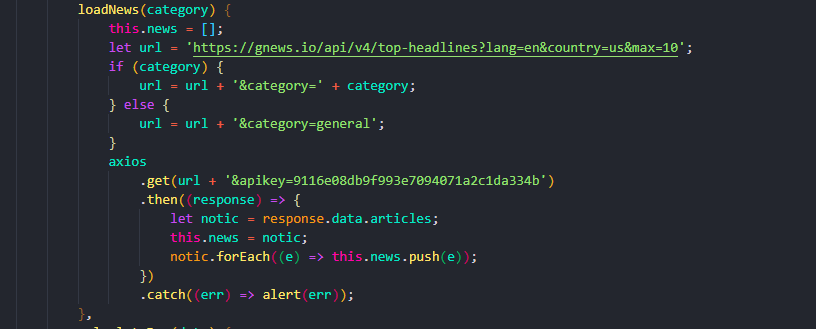 loadNews(category) {
this.news = [];
let url = 'https://gnews.io/api/v4/top-headlines?lang=en&country=us&max=10';
if (category) {
url = url + '&category=' + category;
} else {
url = url + '&category=general';
}
axios
.get(url + '&apikey=9116e08db9f993e7094071a2c1da334b')
.then((response) => {
let notic = response.data.articles;
this.news = notic;
notic.forEach((e) => this.news.push(e));
})
.catch((err) => alert(err));
},